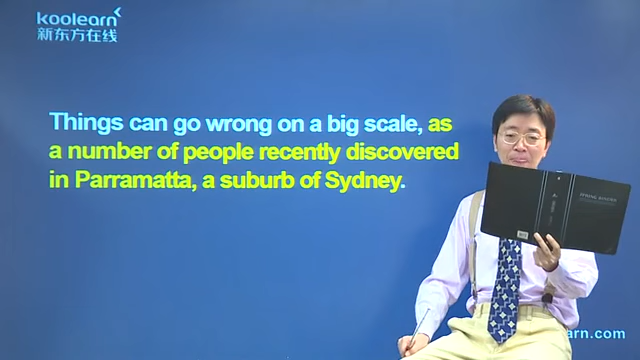 koolearn
新东方在线
Things can go wrong on a big scale, as
a number of people recently discovered
in Parramatta, a suburb of Sydney.
arn.com